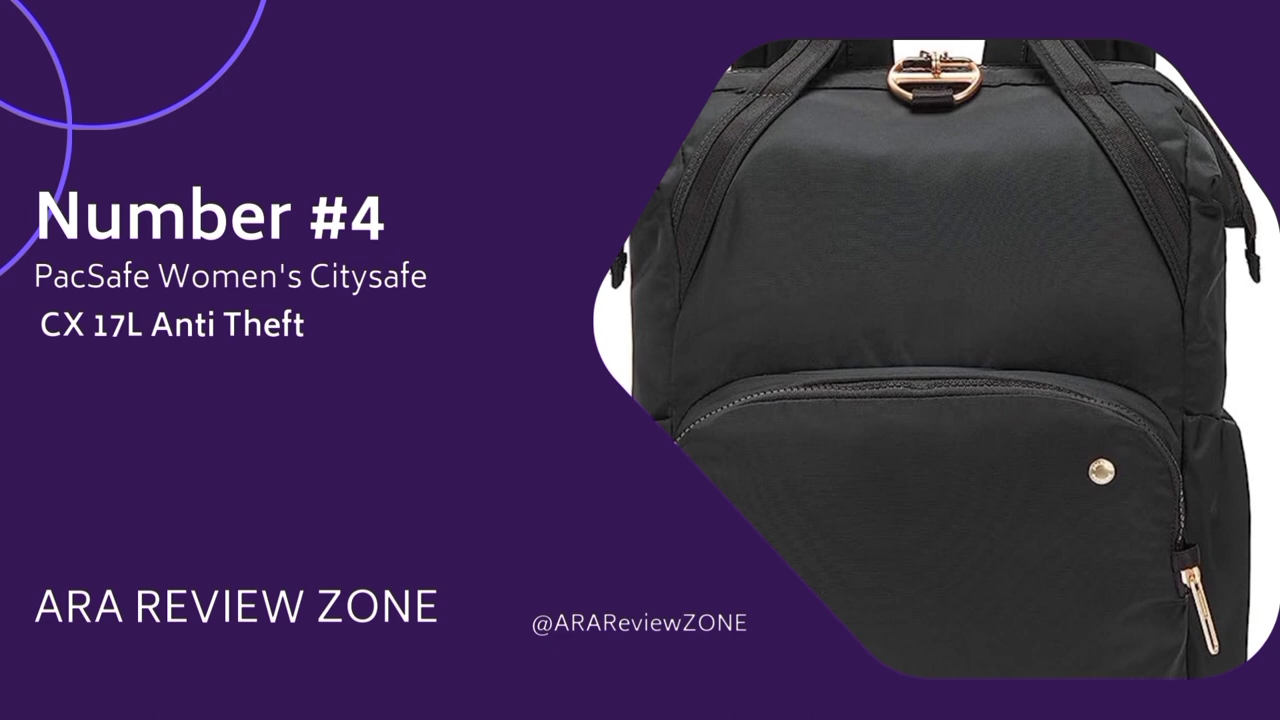 Number #4
PacSafe Women's Citysafe
CX 17L Anti Theft
ARA REVIEW ZONE
@ARAReviewZONE